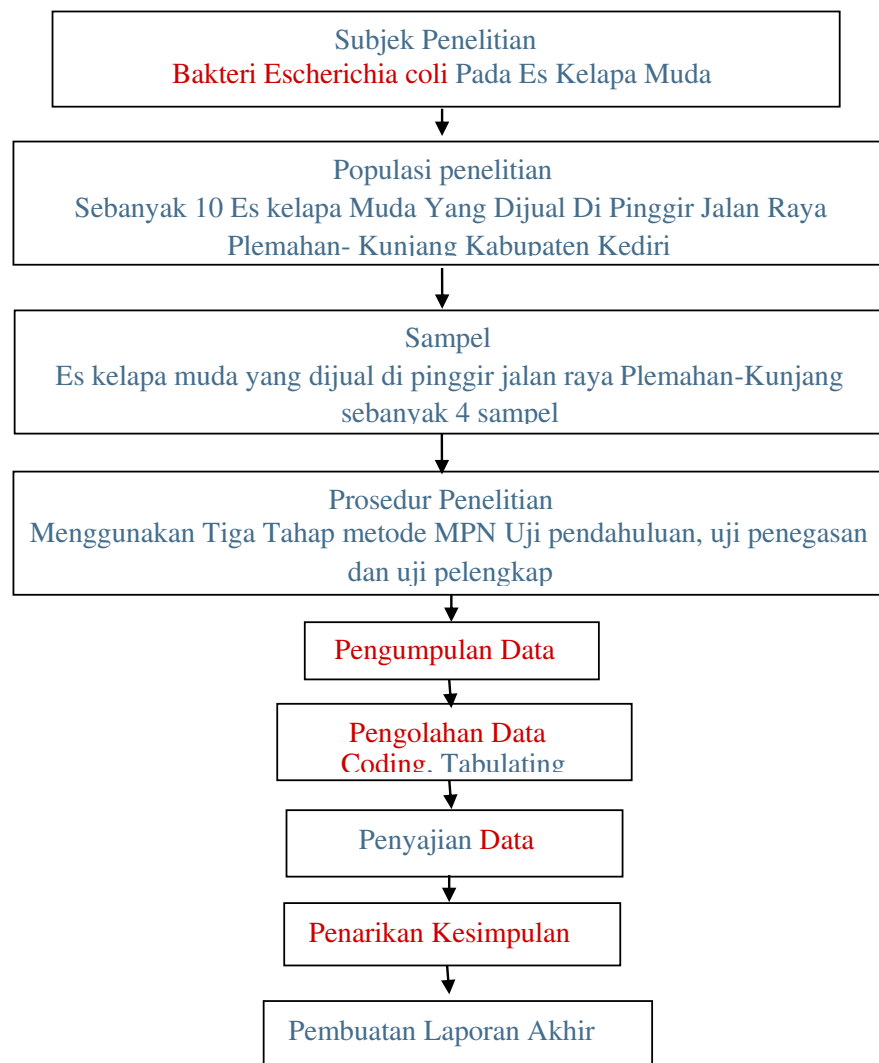 Subjek Penelitian
Bakteri Escherichia coli Pada Es Kelapa Muda
Populasi penelitian
Sebanyak 10 Es kelapa Muda Yang Dijual Di Pinggir Jalan Raya
Plemahan- Kunjang Kabupaten Kediri
Sampel
Es kelapa muda yang dijual di pinggir jalan raya Plemahan-Kunjang
sebanyak 4 sampel
Prosedur Penelitian
Menggunakan Tiga Tahap metode MPN Uji pendahuluan, uji penegasan
dan uji pelengkap
Pengumpulan Data
Pengolahan Data
Coding, Tabulating
Penyajian Data
Penarikan Kesimpulan
Pembuatan Laporan Akhir